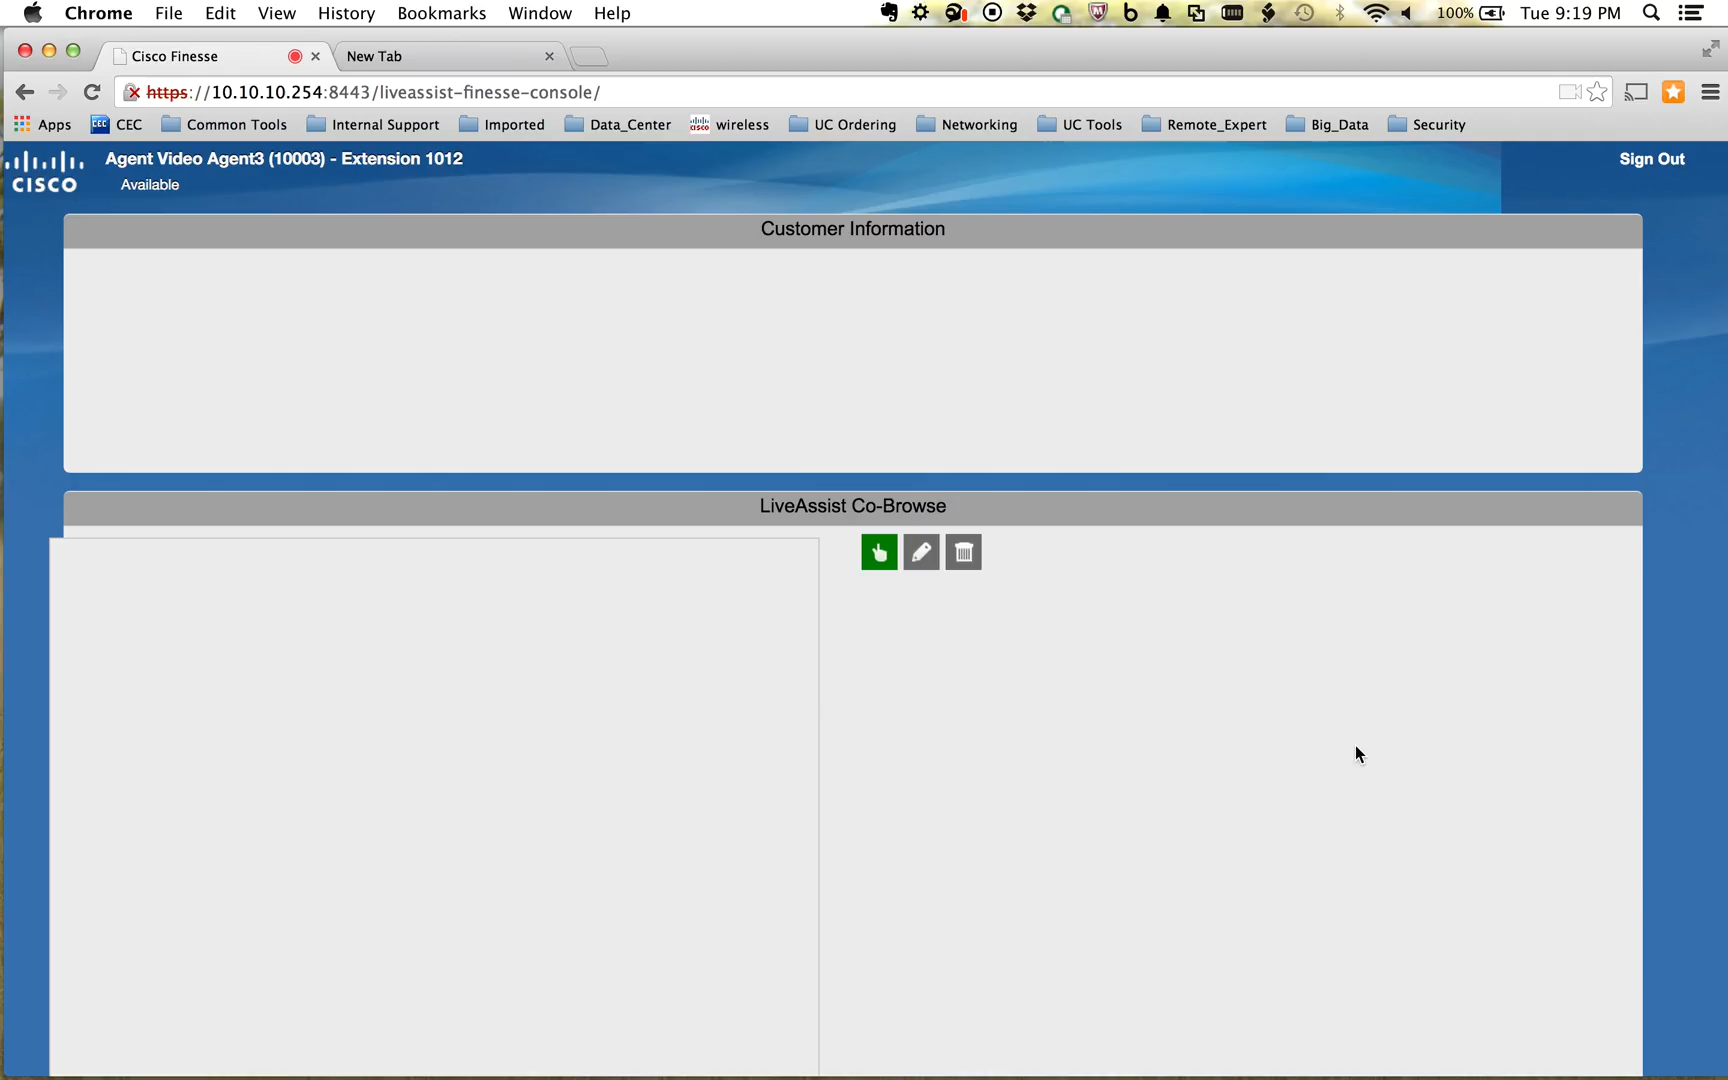 Chrome File Edit View History Bookmarks Window Help 100% Tue 9:19 PM
Cisco Finesse New Tab
https://10.10.10.254:8443/liveassist-finesse-console/
Apps CEC CEC Common Tools Internal Support Imported Data_Center cisco wireless UC Ordering Networking UC Tools Remote_Expert Big_Data Security
Agent Video Agent3 (10003) - Extension 1012 Sign Out
CISCO Available
Customer Information
LiveAssist Co-Browse